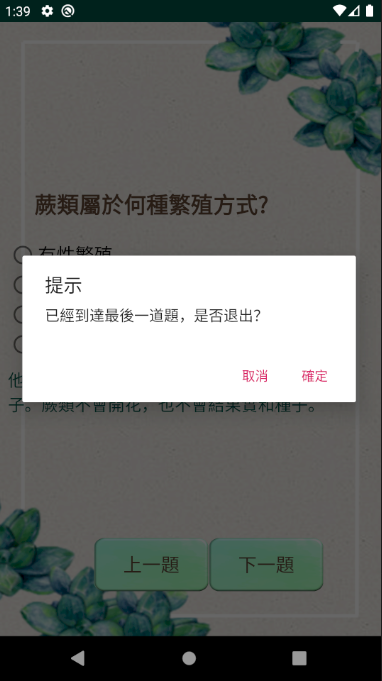 1:39
蕨類屬於何種繁殖方式?
有性繁殖
提示
已經到達最後一道題，是否退出?
取消
確定
他
子。蕨類不會開花，也不會結果實和種子。
上一題
下一題